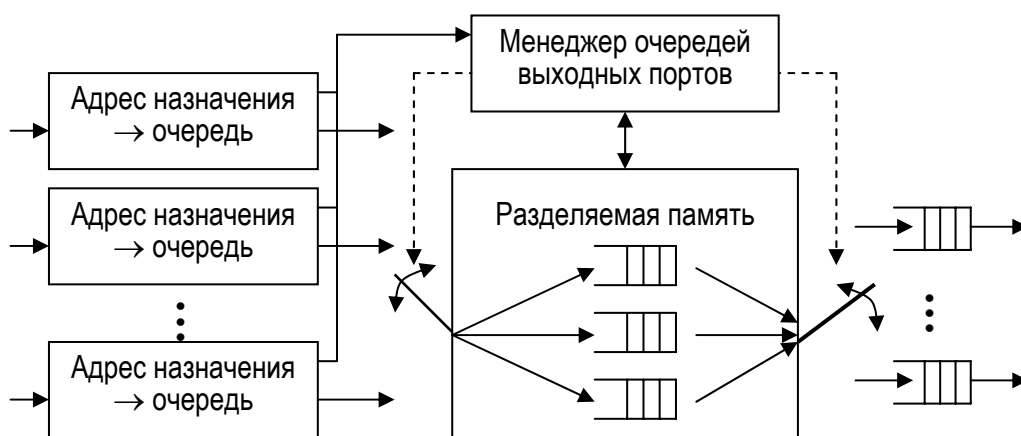 Менеджер очередей
выходных портов
Адрес назначения
→ очередь
Адрес назначения
→ очередь
Разделяемая память
Адрес назначения
→ очередь